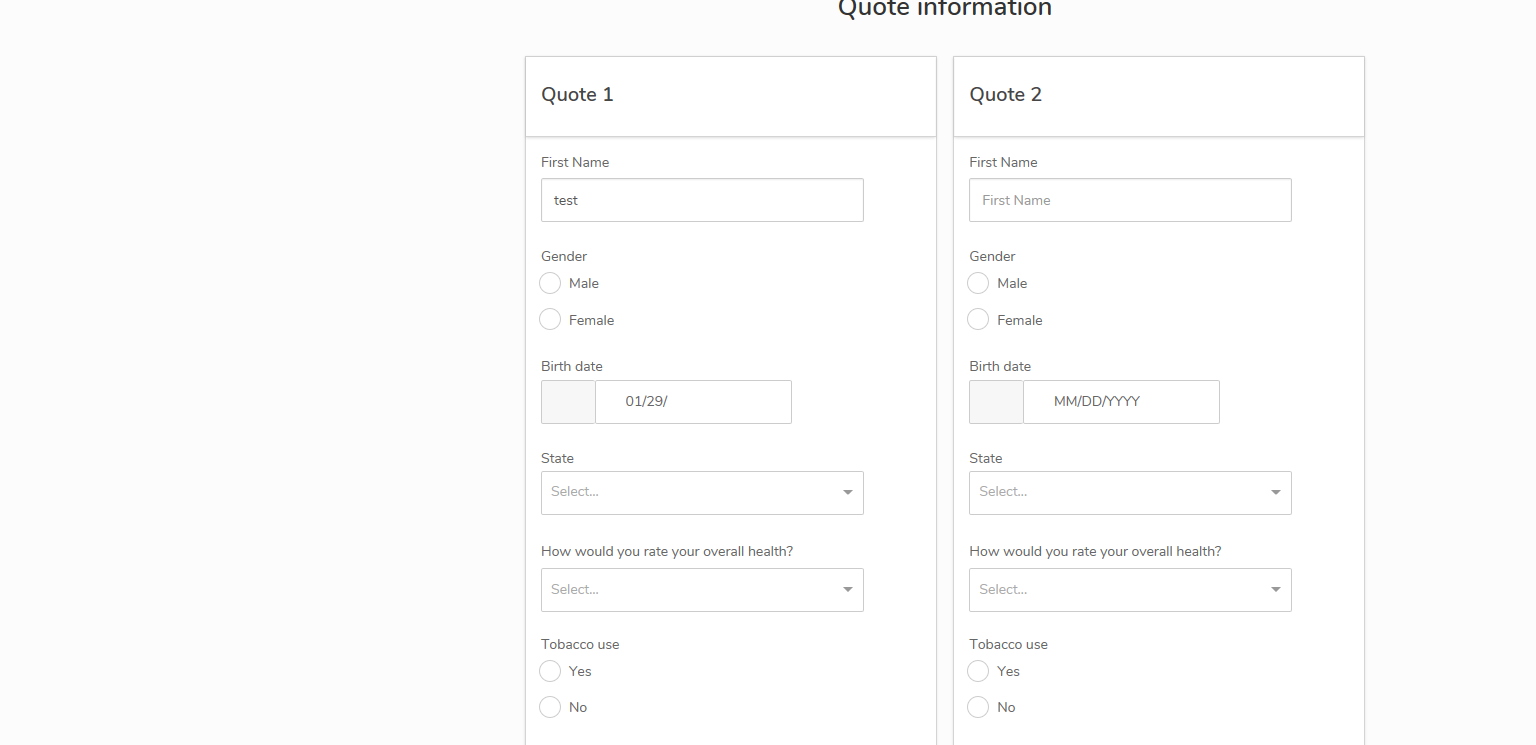 Quote information
Quote 1
First Name
test
Gender
Male
Female
Birth date
01/29/
State
Select...
How would you rate your overall health?
Select...
Tobacco use
Yes
No
Quote 2
First Name
First Name
Gender
Male
Female
Birth date
MM/DD/YYYY
State
Select...
How would you rate your overall health?
Select...
Tobacco use
Yes
No